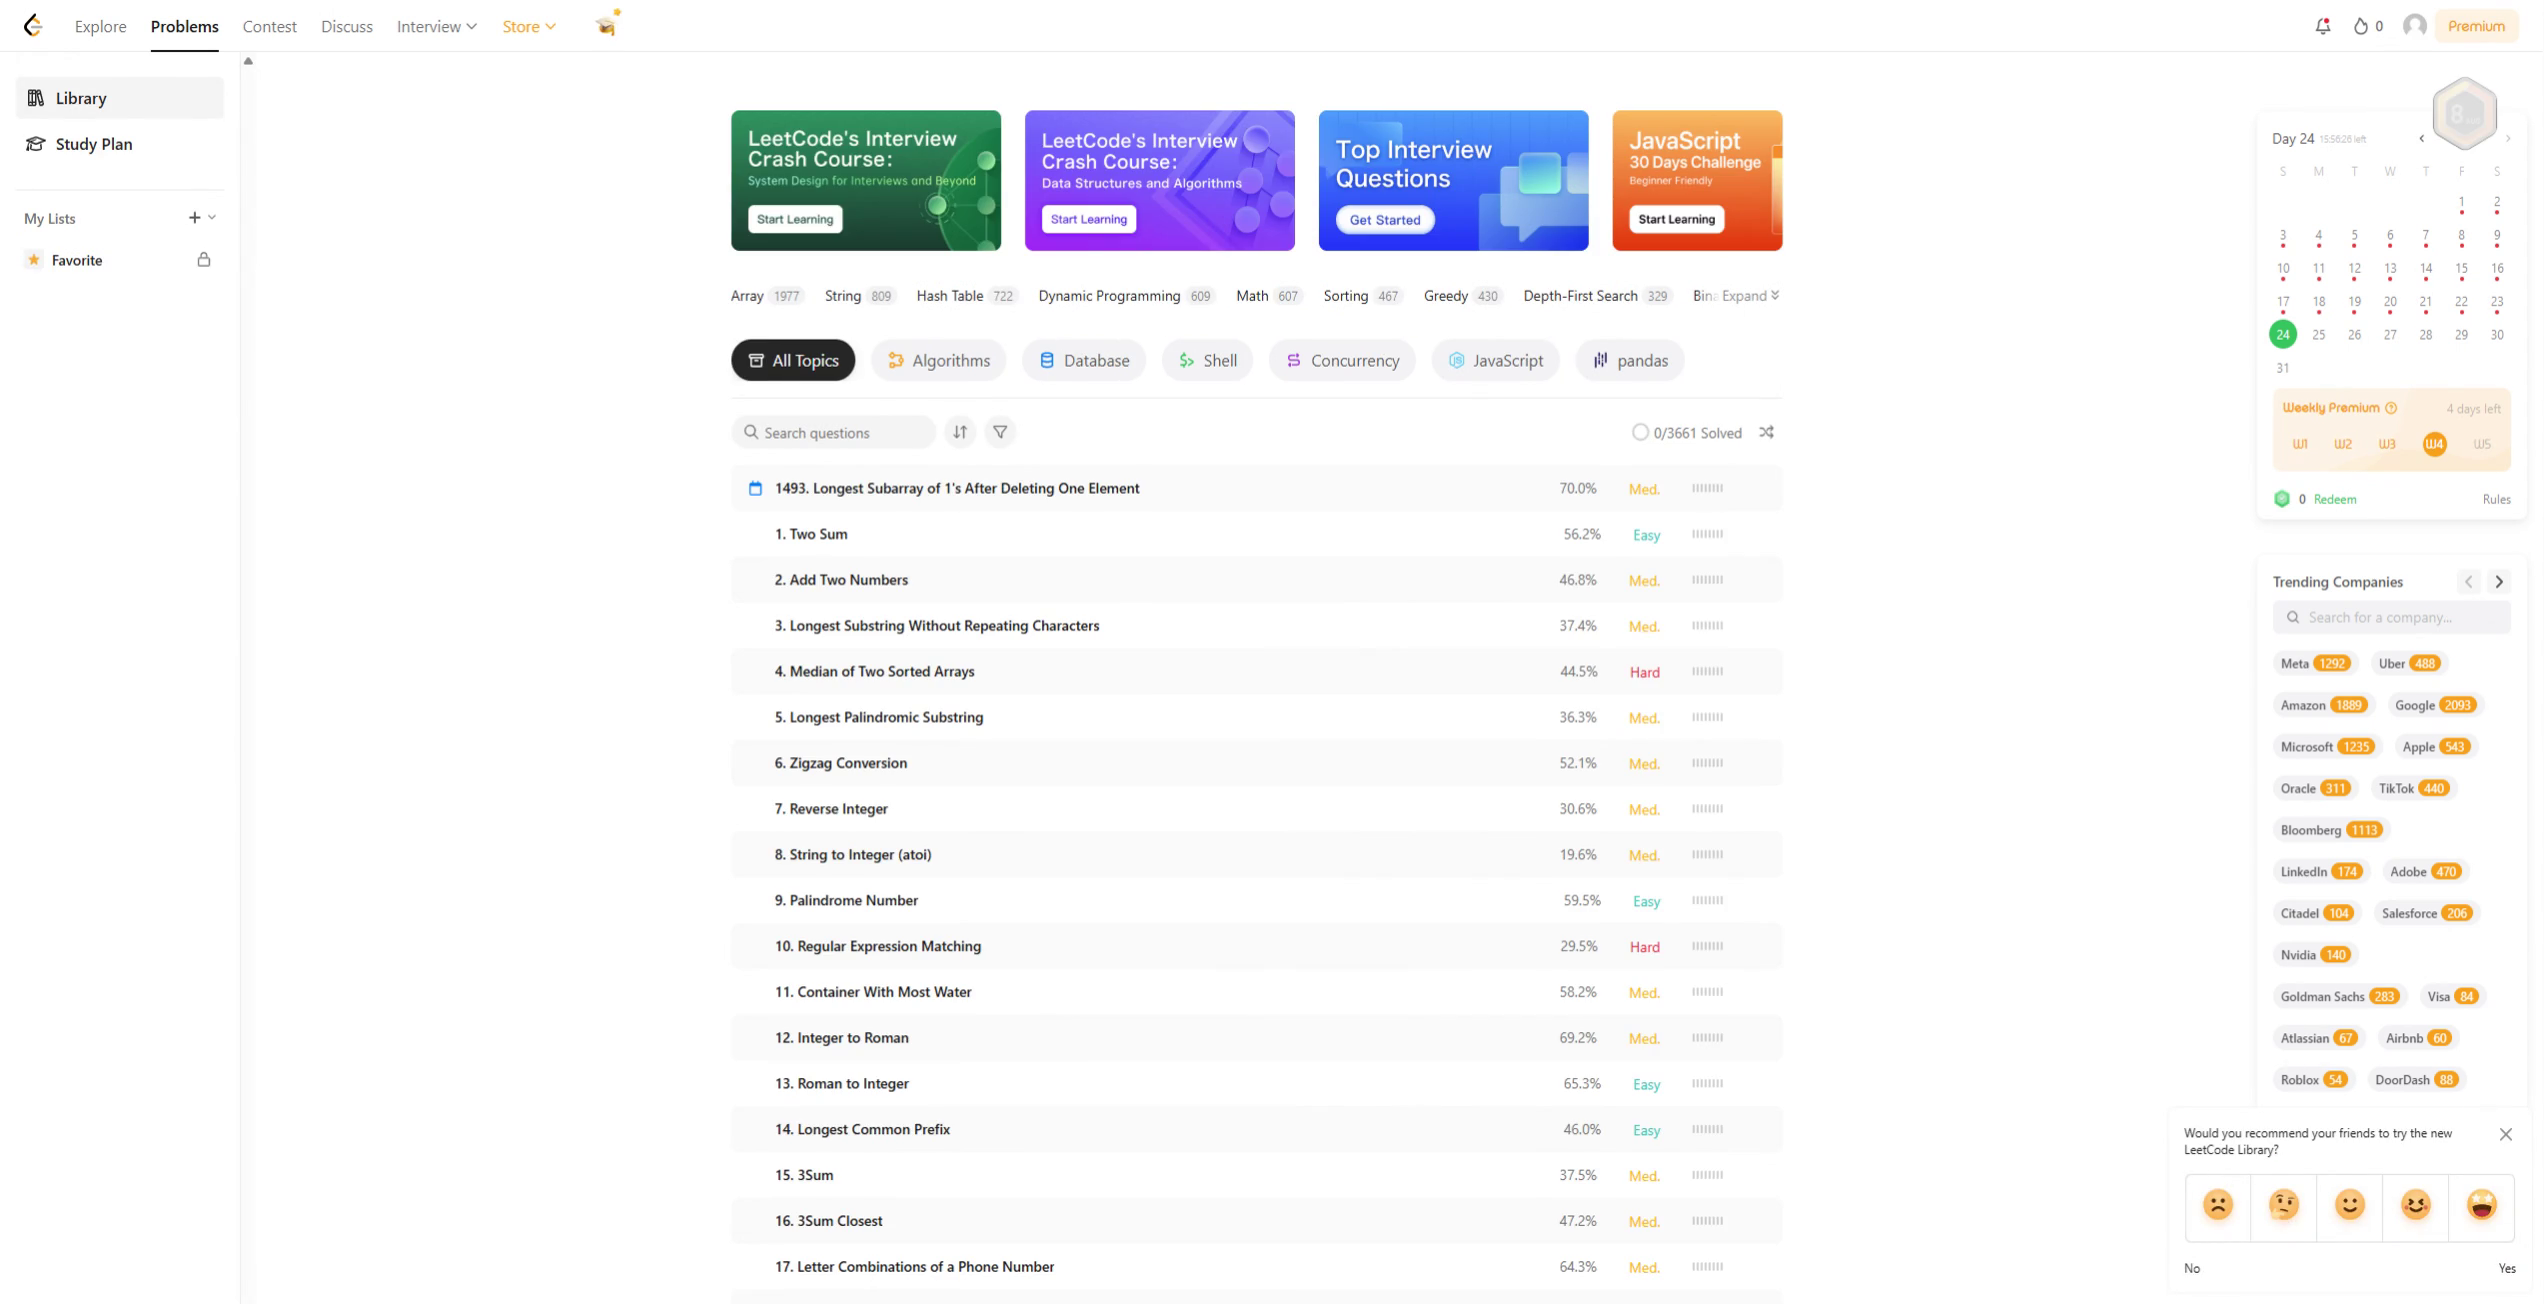 Explore Problems Contest Discuss Interview Store 0 Premium
Library
Study Plan
My Lists
Favorite
LeetCode's Interview
Crash Course:
System Design for Interviews and Beyond
Start Learning
LeetCode's Interview
Crash Course:
Data Structures and Algorithms
Start Learning
Top Interview
Questions
Get Started
JavaScript
30 Days Challenge
Beginner Friendly
Start Learning
Array 1977 String 809 Hash Table 722 Dynamic Programming 609 Math 607 Sorting 467 Greedy 430 Depth-First Search 329 Bina Expand
All Topics Algorithms Database Shell Concurrency JavaScript pandas
Search questions 0/3661 Solved
1493. Longest Subarray of 1's After Deleting One Element 70.0% Med.
1. Two Sum 56.2% Easy
2. Add Two Numbers 46.8% Med.
3. Longest Substring Without Repeating Characters 37.4% Med.
4. Median of Two Sorted Arrays 44.5% Hard
5. Longest Palindromic Substring 36.3% Med.
6. Zigzag Conversion 52.1% Med.
7. Reverse Integer 30.6% Med.
8. String to Integer (atoi) 19.6% Med.
9. Palindrome Number 59.5% Easy
10. Regular Expression Matching 29.5% Hard
11. Container With Most Water 58.2% Med.
12. Integer to Roman 69.2% Med.
13. Roman to Integer 65.3% Easy
14. Longest Common Prefix 46.0% Easy
15. 3Sum 37.5% Med.
16. 3Sum Closest 47.2% Med.
17. Letter Combinations of a Phone Number 64.3% Med.
Day 24 15:56:26 left
S M T W T F S
1 2
3 4 5 6 7 8 9
10 11 12 13 14 15 16
17 18 19 20 21 22 23
24 25 26 27 28 29 30
31
Weekly Premium 4 days left
W1 W2 W3 W4 W5
0 Redeem Rules
Trending Companies
Search for a company...
Meta 1292 Uber 488
Amazon 1889 Google 2093
Microsoft 1235 Apple 543
Oracle 311 TikTok 440
Bloomberg 1113
LinkedIn 174 Adobe 470
Citadel 104 Salesforce 206
Nvidia 140
Goldman Sachs 283 Visa 84
Atlassian 67 Airbnb 60
Roblox 54 DoorDash 88
Would you recommend your friends to try the new
LeetCode Library?
No Yes